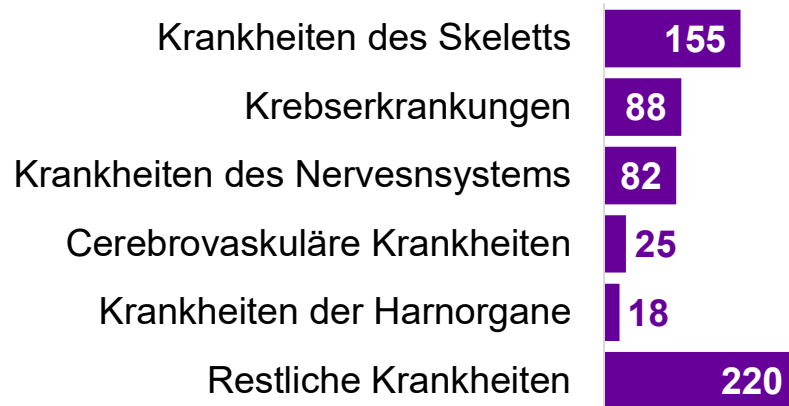 Krankheiten des Skeletts 155
Krebserkrankungen 88
Krankheiten des Nervesnsystems 82
Cerebrovaskuläre Krankheiten 25
Krankheiten der Harnorgane 18
Restliche Krankheiten 220